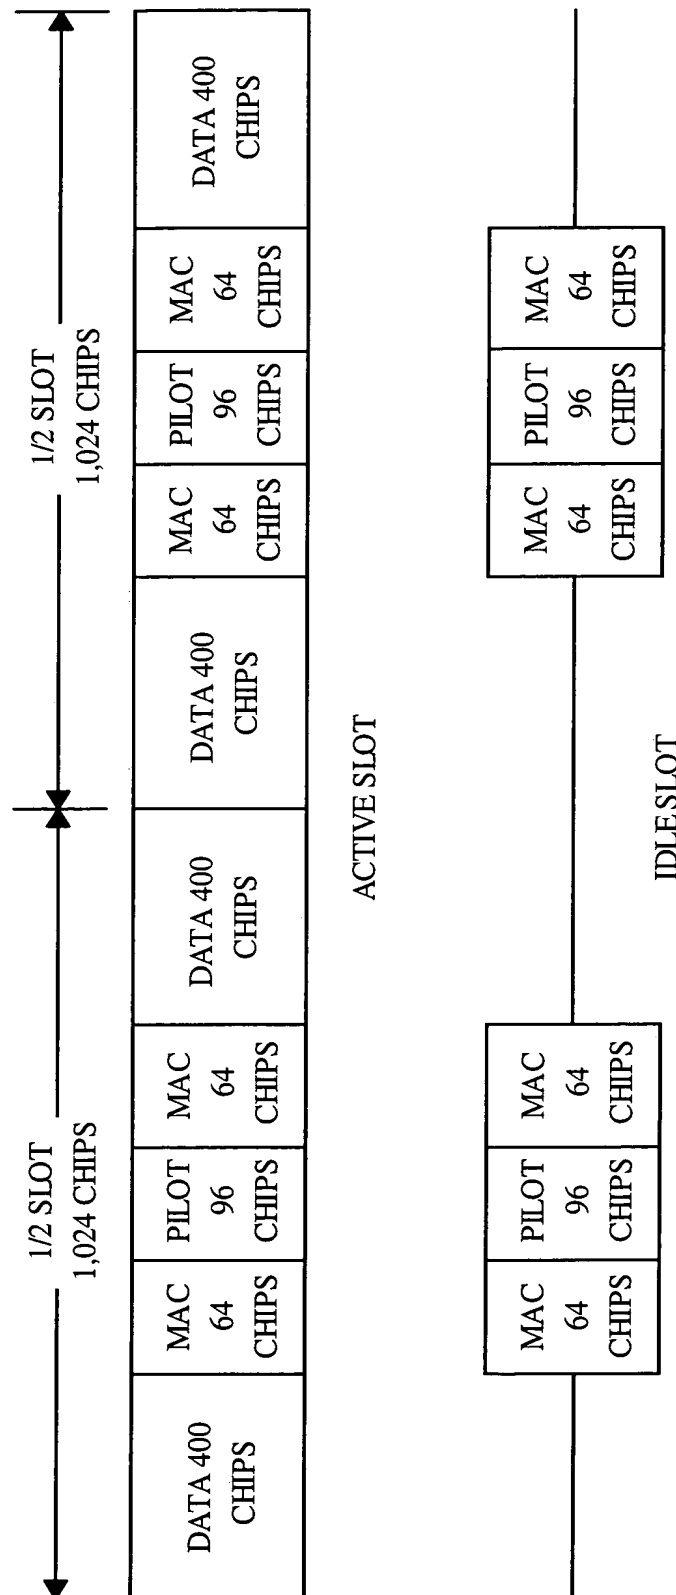 1/2 SLOT
1,024 CHIPS
1/2 SLOT
1,024 CHIPS
DATA 400
CHIPS
MAC
64
CHIPS
PILOT
96
CHIPS
MAC
64
CHIPS
DATA 400
CHIPS
DATA 400
CHIPS
MAC
64
CHIPS
PILOT
96
CHIPS
MAC
64
CHIPS
DATA 400
CHIPS
ACTIVE SLOT
MAC
64
CHIPS
PILOT
96
CHIPS
MAC
64
CHIPS
MAC
64
CHIPS
PILOT
96
CHIPS
MAC
64
CHIPS
IDLE SLOT